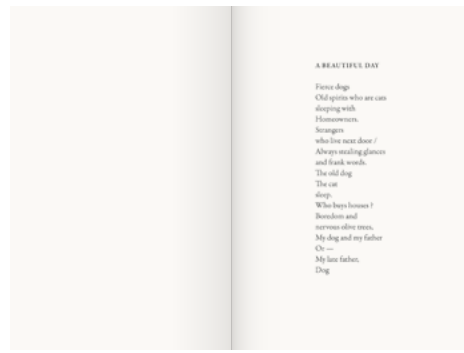 A BEAUTIFUL DAY
Fierce dogs
Old spirits who are cats
sleeping with
Homeowners.
Strangers
who live next door /
Always stealing glances
and frank words.
The old dog
The cat
sleep.
Who buys houses ?
Boredom and
nervous olive trees.
My dog and my father
Or —
My late father.
Dog